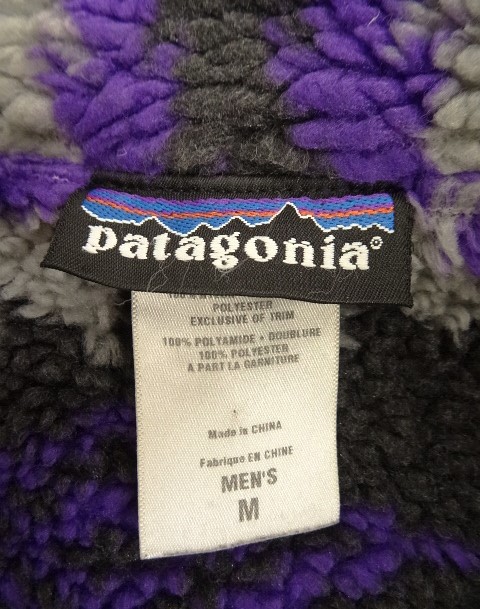 patagonia®
POLYESTER
EXCLUSIVE OF TRIM
100% POLYAMIDE • DOUBLURE
100% POLYESTER
A PART LA GARNITURE
Made in CHINA
Fabriqué EN CHINE
MEN'S
M